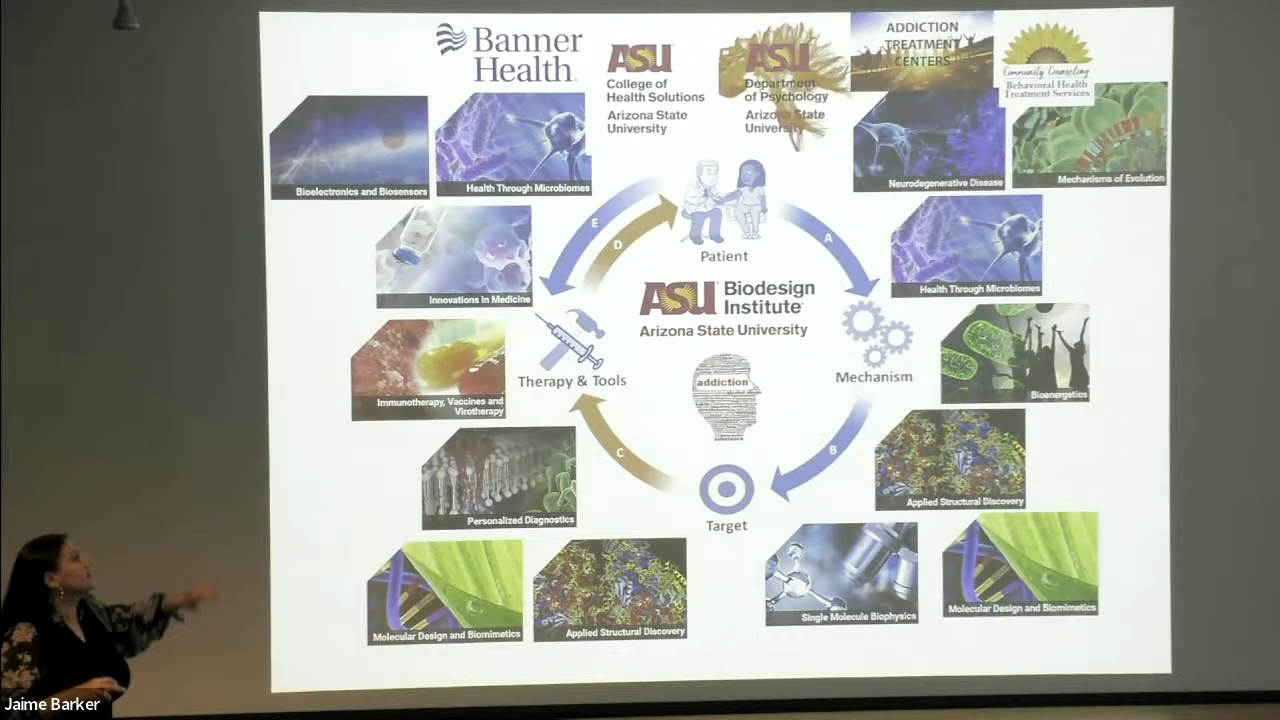 Banner
Health
ASU
College of
Health Solutions
Arizona State
University
ASU
Department
of Psychology
Arizona State
University
ADDICTION
TREATMENT
CENTERS
Community Counseling
Behavioral Health
Treatment Services
Bioelectronics and Biosensors
Health Through Microbiomes
Neurodegenerative Disease
Mechanisms of Evolution
Innovations in Medicine
E
D
Patient
A
Health Through Microbiomes
ASU Biodesign
Institute
Arizona State University
Immunotherapy, Vaccines and
Virotherapy
Therapy & Tools
addiction
substance
Mechanism
Bioenergetics
Personalized Diagnostics
C
Target
B
Applied Structural Discovery
Molecular Design and Biomimetics
Applied Structural Discovery
Single Molecule Biophysics
Molecular Design and Biomimetics
Jaime Barker